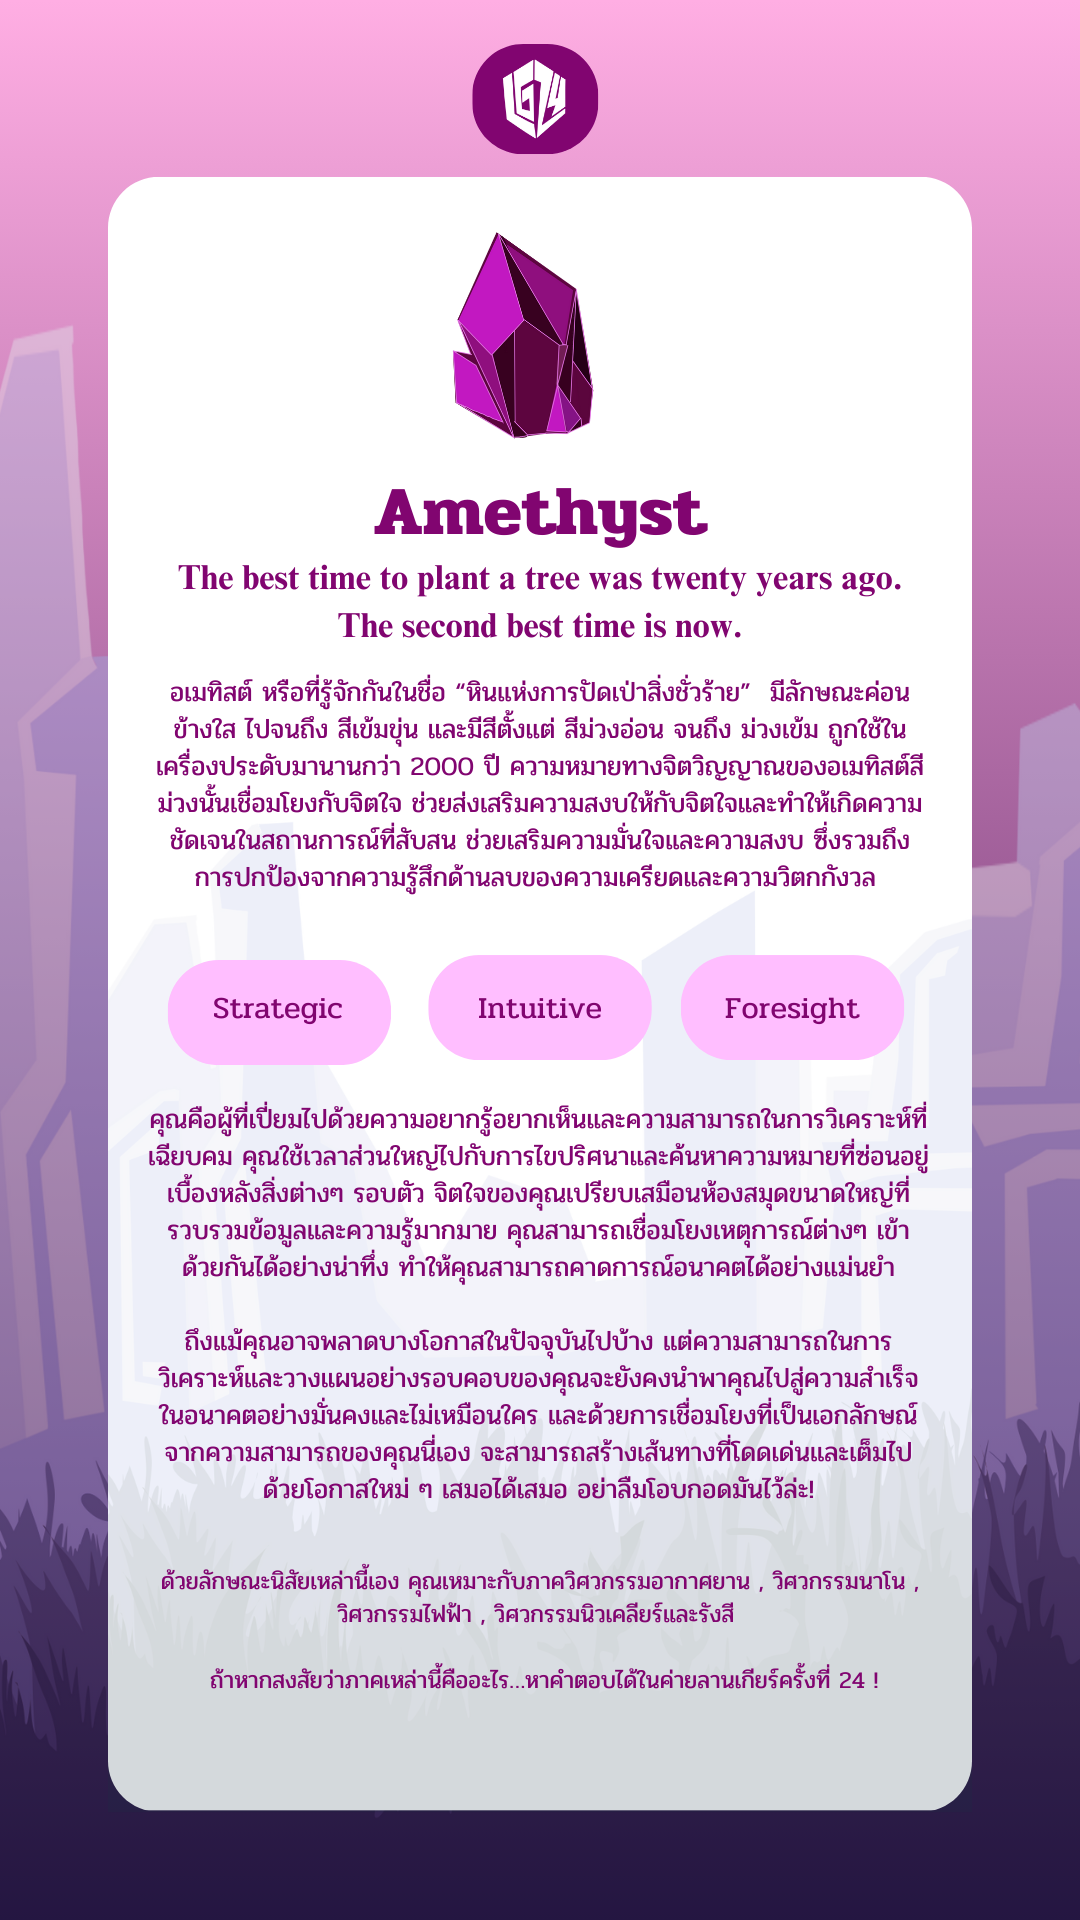 G24
Amethyst
The best time to plant a tree was twenty years ago.
The second best time is now.
อเมทิสต์ หรือที่รู้จักกันในชื่อ “หินแห่งการปัดเป่าสิ่งชั่วร้าย” มีลักษณะค่อน
ข้างใส ไปจนถึง สีเข้มขุ่น และมีสีตั้งแต่ สีม่วงอ่อน จนถึง ม่วงเข้ม ถูกใช้ใน
เครื่องประดับมานานกว่า 2000 ปี ความหมายทางจิตวิญญาณของอเมทิสต์สี
ม่วงนั้นเชื่อมโยงกับจิตใจ ช่วยส่งเสริมความสงบให้กับจิตใจและทำให้เกิดความ
ชัดเจนในสถานการณ์ที่สับสน ช่วยเสริมความมั่นใจและความสงบ ซึ่งรวมถึง
การปกป้องจากความรู้สึกด้านลบของความเครียดและความวิตกกังวล
Strategic Intuitive Foresight
คุณคือผู้ที่เปี่ยมไปด้วยความอยากรู้อยากเห็นและความสามารถในการวิเคราะห์ที่
เฉียบคม คุณใช้เวลาส่วนใหญ่ไปกับการไขปริศนาและค้นหาความหมายที่ซ่อนอยู่
เบื้องหลังสิ่งต่างๆ รอบตัว จิตใจของคุณเปรียบเสมือนห้องสมุดขนาดใหญ่ที่
รวบรวมข้อมูลและความรู้มากมาย คุณสามารถเชื่อมโยงเหตุการณ์ต่างๆ เข้า
ด้วยกันได้อย่างน่าทึ่ง ทำให้คุณสามารถคาดการณ์อนาคตได้อย่างแม่นยำ
ถึงแม้คุณอาจพลาดบางโอกาสในปัจจุบันไปบ้าง แต่ความสามารถในการ
วิเคราะห์และวางแผนอย่างรอบคอบของคุณจะยังคงนำพาคุณไปสู่ความสำเร็จ
ในอนาคตอย่างมั่นคงและไม่เหมือนใคร และด้วยการเชื่อมโยงที่เป็นเอกลักษณ์
จากความสามารถของคุณนี่เอง จะสามารถสร้างเส้นทางที่โดดเด่นและเต็มไป
ด้วยโอกาสใหม่ ๆ เสมอได้เสมอ อย่าลืมโอบกอดมันไว้ล่ะ!
ด้วยลักษณะนิสัยเหล่านี้เอง คุณเหมาะกับภาควิศวกรรมอากาศยาน , วิศวกรรมนาโน ,
วิศวกรรมไฟฟ้า , วิศวกรรมนิวเคลียร์และรังสี
ถ้าหากสงสัยว่าภาคเหล่านี้คืออะไร...หาคำตอบได้ในค่ายลานเกียร์ครั้งที่ 24 !